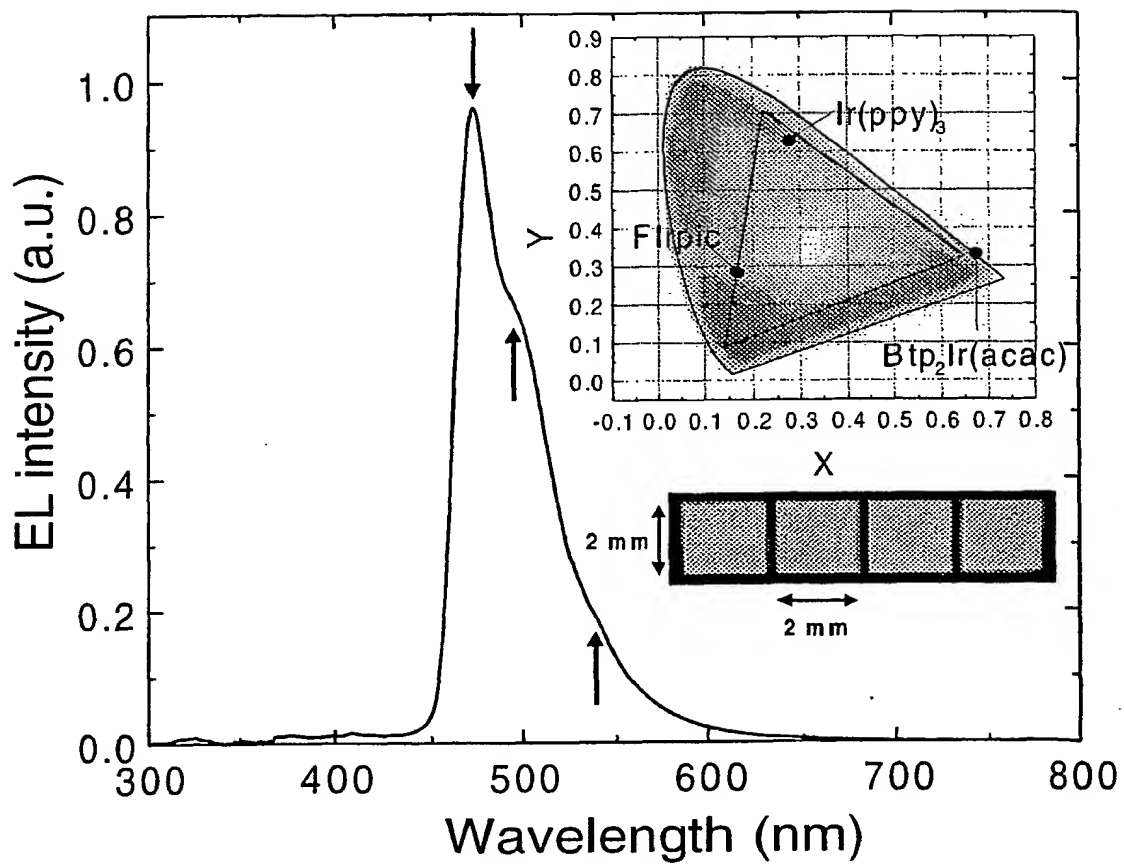 EL intensity (a.u.)
1.0
0.8
0.6
0.4
0.2
0.0
300 400 500 600 700 800
Wavelength (nm)
Y
0.9
0.8
0.7
0.6
0.5
0.4
0.3
0.2
0.1
0.0
-0.1 0.0 0.1 0.2 0.3 0.4 0.5 0.6 0.7 0.8
X
Ir(ppy)₃
FIrpic
Btp₂Ir(acac)
2 mm
2 mm